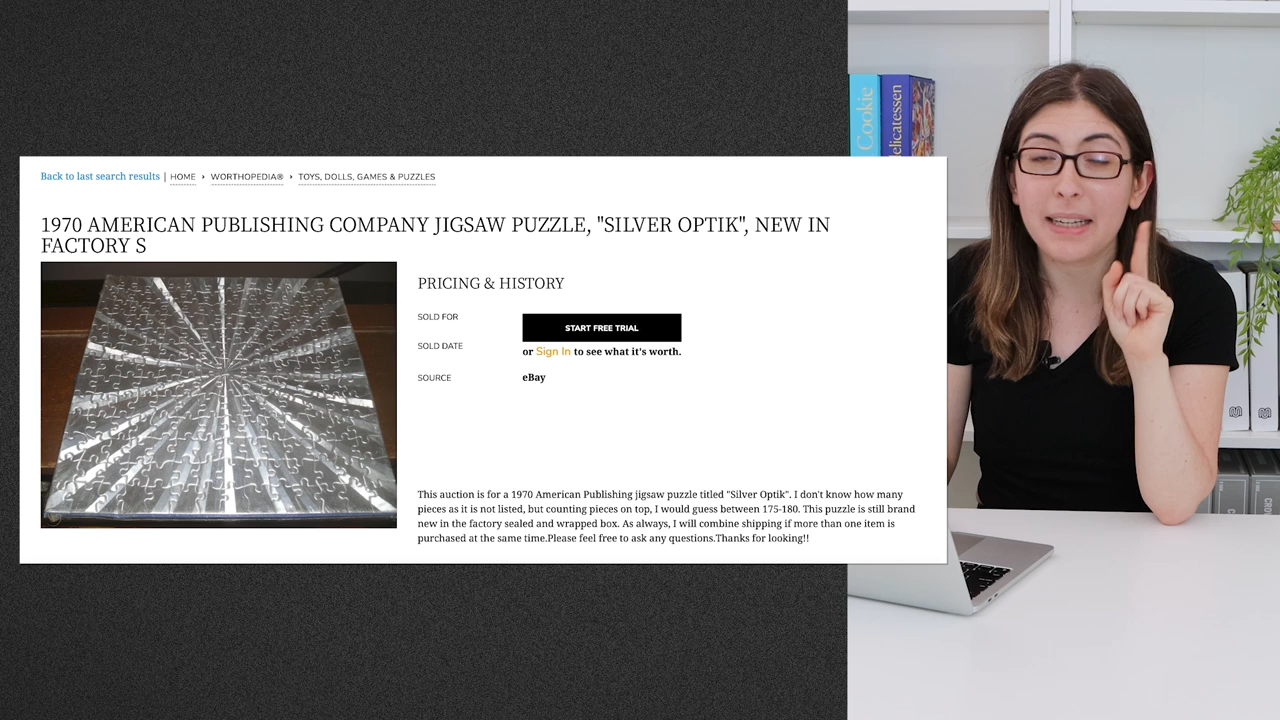 Back to last search results | HOME › WORTHOPEDIA® › TOYS, DOLLS, GAMES & PUZZLES
1970 AMERICAN PUBLISHING COMPANY JIGSAW PUZZLE, "SILVER OPTIK", NEW IN
FACTORY S
PRICING & HISTORY
SOLD FOR
START FREE TRIAL
SOLD DATE
or Sign In to see what it's worth.
SOURCE
eBay
This auction is for a 1970 American Publishing jigsaw puzzle titled "Silver Optik". I don't know how many
pieces as it is not listed, but counting pieces on top, I would guess between 175-180. This puzzle is still brand
new in the factory sealed and wrapped box. As always, I will combine shipping if more than one item is
purchased at the same time.Please feel free to ask any questions.Thanks for looking!!
Cookie
elicatessen